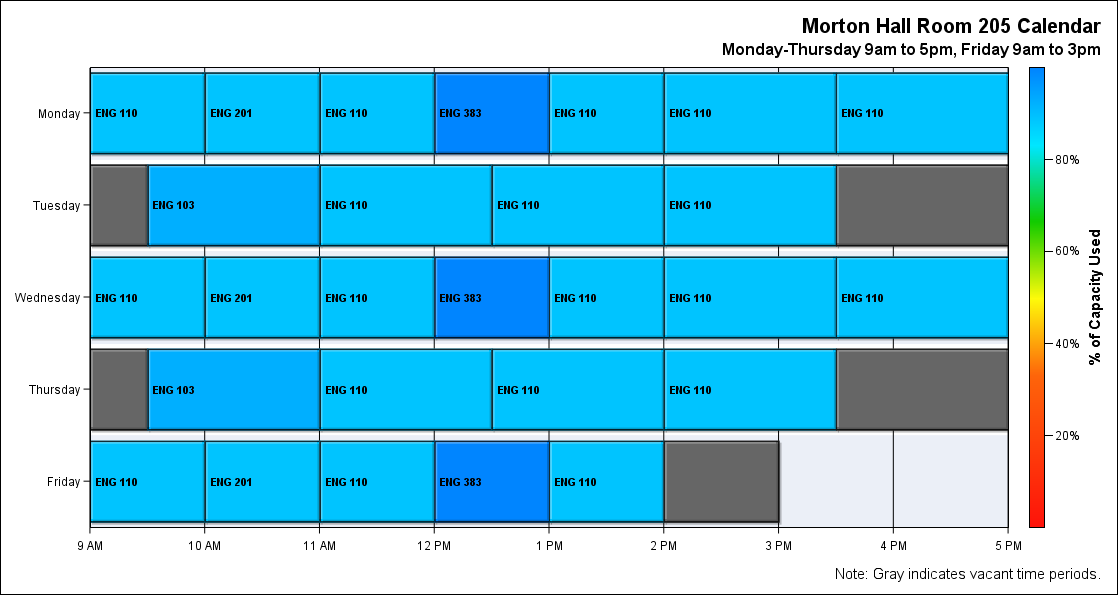 Morton Hall Room 205 Calendar
Monday-Thursday 9am to 5pm, Friday 9am to 3pm
Monday
ENG 110 ENG 201 ENG 110 ENG 383 ENG 110 ENG 110 ENG 110
Tuesday
ENG 103 ENG 110 ENG 110 ENG 110
Wednesday
ENG 110 ENG 201 ENG 110 ENG 383 ENG 110 ENG 110 ENG 110
Thursday
ENG 103 ENG 110 ENG 110 ENG 110
Friday
ENG 110 ENG 201 ENG 110 ENG 383 ENG 110
9 AM 10 AM 11 AM 12 PM 1 PM 2 PM 3 PM 4 PM 5 PM
80%
60%
40%
20%
% of Capacity Used
Note: Gray indicates vacant time periods.